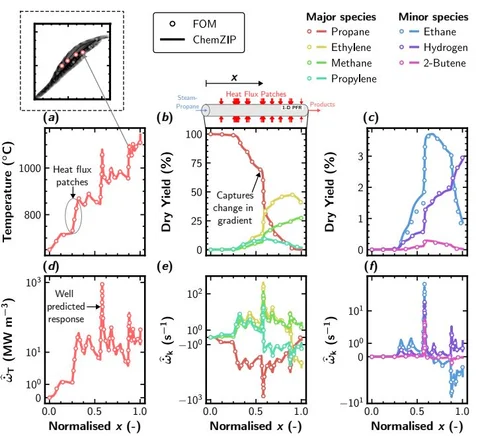 FOM
ChemZIP
Major species
Propane
Ethylene
Methane
Propylene
Minor species
Ethane
Hydrogen
2-Butene
x
Steam-
Propane
Heat Flux Patches
1-D PFR
Products
(a)
(b)
(c)
Temperature (°C)
1000
800
Heat flux
patches
Dry Yield (%)
100
75
50
25
0
Captures
change in
gradient
Dry Yield (%)
3
2
1
0
(d)
(e)
(f)
ω̂̇T (MW m−3)
10³
10¹
10⁰
0
Well
predicted
response
ω̂̇k (s−1)
10²
−10⁰
−10³
ω̂̇k (s−1)
10¹
0
−10¹
0.0 0.5 1.0
0.0 0.5 1.0
0.0 0.5 1.0
Normalised x (-)
Normalised x (-)
Normalised x (-)